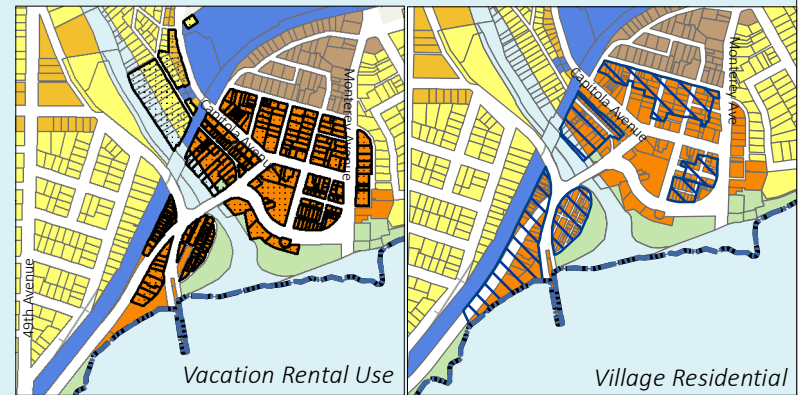 Capitola Avenue
Monterey Avenue
49th Avenue
Vacation Rental Use
Capitola Avenue
Monterey Ave
Village Residential